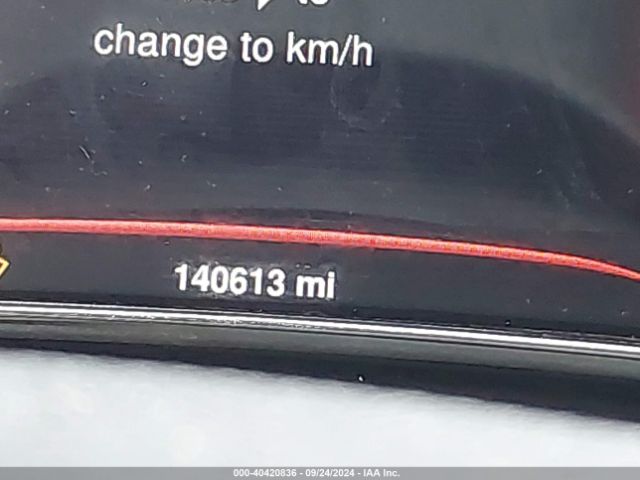 change to km/h
140613 mi
000-40420836 - 09/24/2024 - IAA Inc.